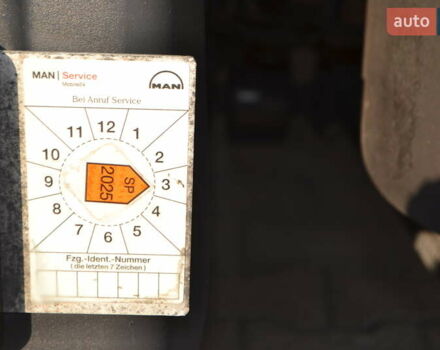 auto
MAN | Service
Mobile24
MAN
Bei Anruf Service
12
11 1
10 2
9 3
8 4
7 5
6
SP
2025
Fzg.-Ident.-Nummer
(die letzten 7 Zeichen)